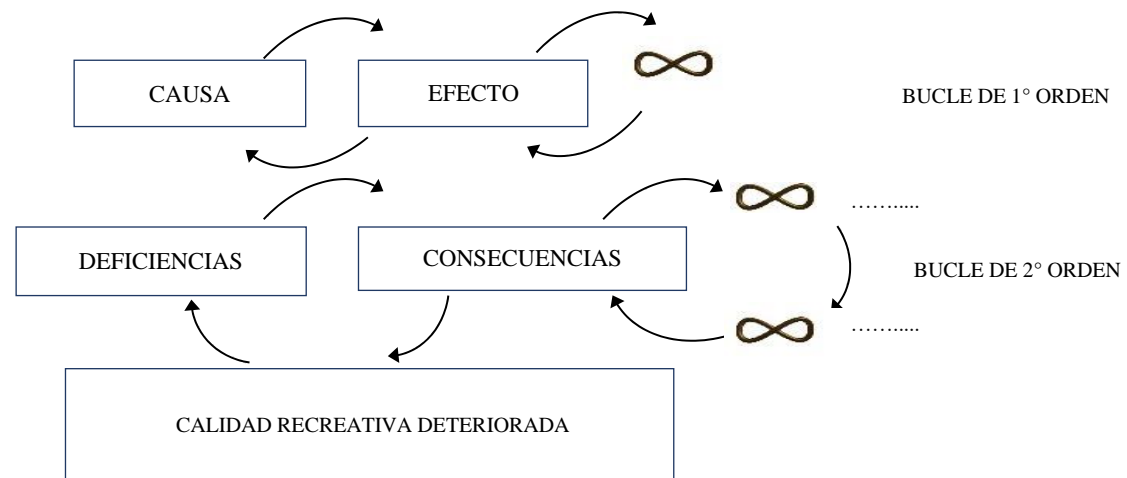 CAUSA
EFECTO
BUCLE DE 1° ORDEN
…….....
DEFICIENCIAS
CONSECUENCIAS
BUCLE DE 2° ORDEN
…….....
CALIDAD RECREATIVA DETERIORADA